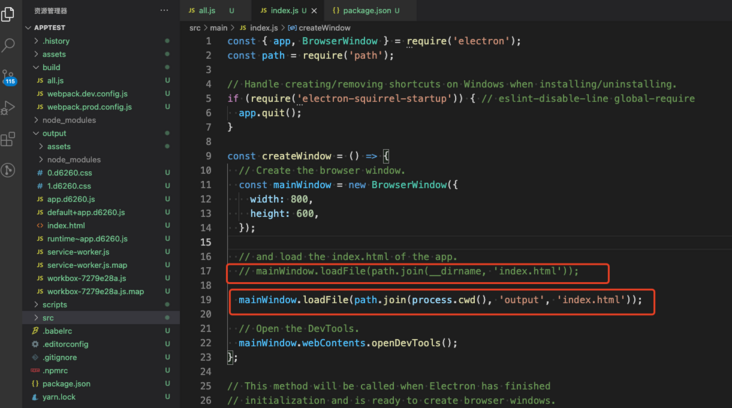 资源管理器
···
APPTEST
.history
assets
build
all.js U
webpack.dev.config.js U
webpack.prod.config.js U
node_modules
output
assets
node_modules
0.d6260.css U
1.d6260.css U
app.d6260.js U
default~app.d6260.js U
index.html U
runtime~app.d6260.js U
service-worker.js U
service-worker.js.map U
workbox-7279e28a.js U
workbox-7279e28a.js.map U
scripts
src
.babelrc U
.editorconfig U
.gitignore U
.npmrc U
package.json U
yarn.lock U
118
JS all.js U
JS index.js U ×
{} package.json U
src > main > JS index.js > createWindow
1 const { app, BrowserWindow } = require('electron');
2 const path = require('path');
3
4 // Handle creating/removing shortcuts on Windows when installing/uninstalling.
5 if (require('electron-squirrel-startup')) { // eslint-disable-line global-require
6 app.quit();
7 }
8
9 const createWindow = () => {
10 // Create the browser window.
11 const mainWindow = new BrowserWindow({
12 width: 800,
13 height: 600,
14 });
15
16 // and load the index.html of the app.
17 // mainWindow.loadFile(path.join(__dirname, 'index.html'));
18
19 mainWindow.loadFile(path.join(process.cwd(), 'output', 'index.html'));
20
21 // Open the DevTools.
22 mainWindow.webContents.openDevTools();
23 };
24
25 // This method will be called when Electron has finished
26 // initialization and is ready to create browser windows.